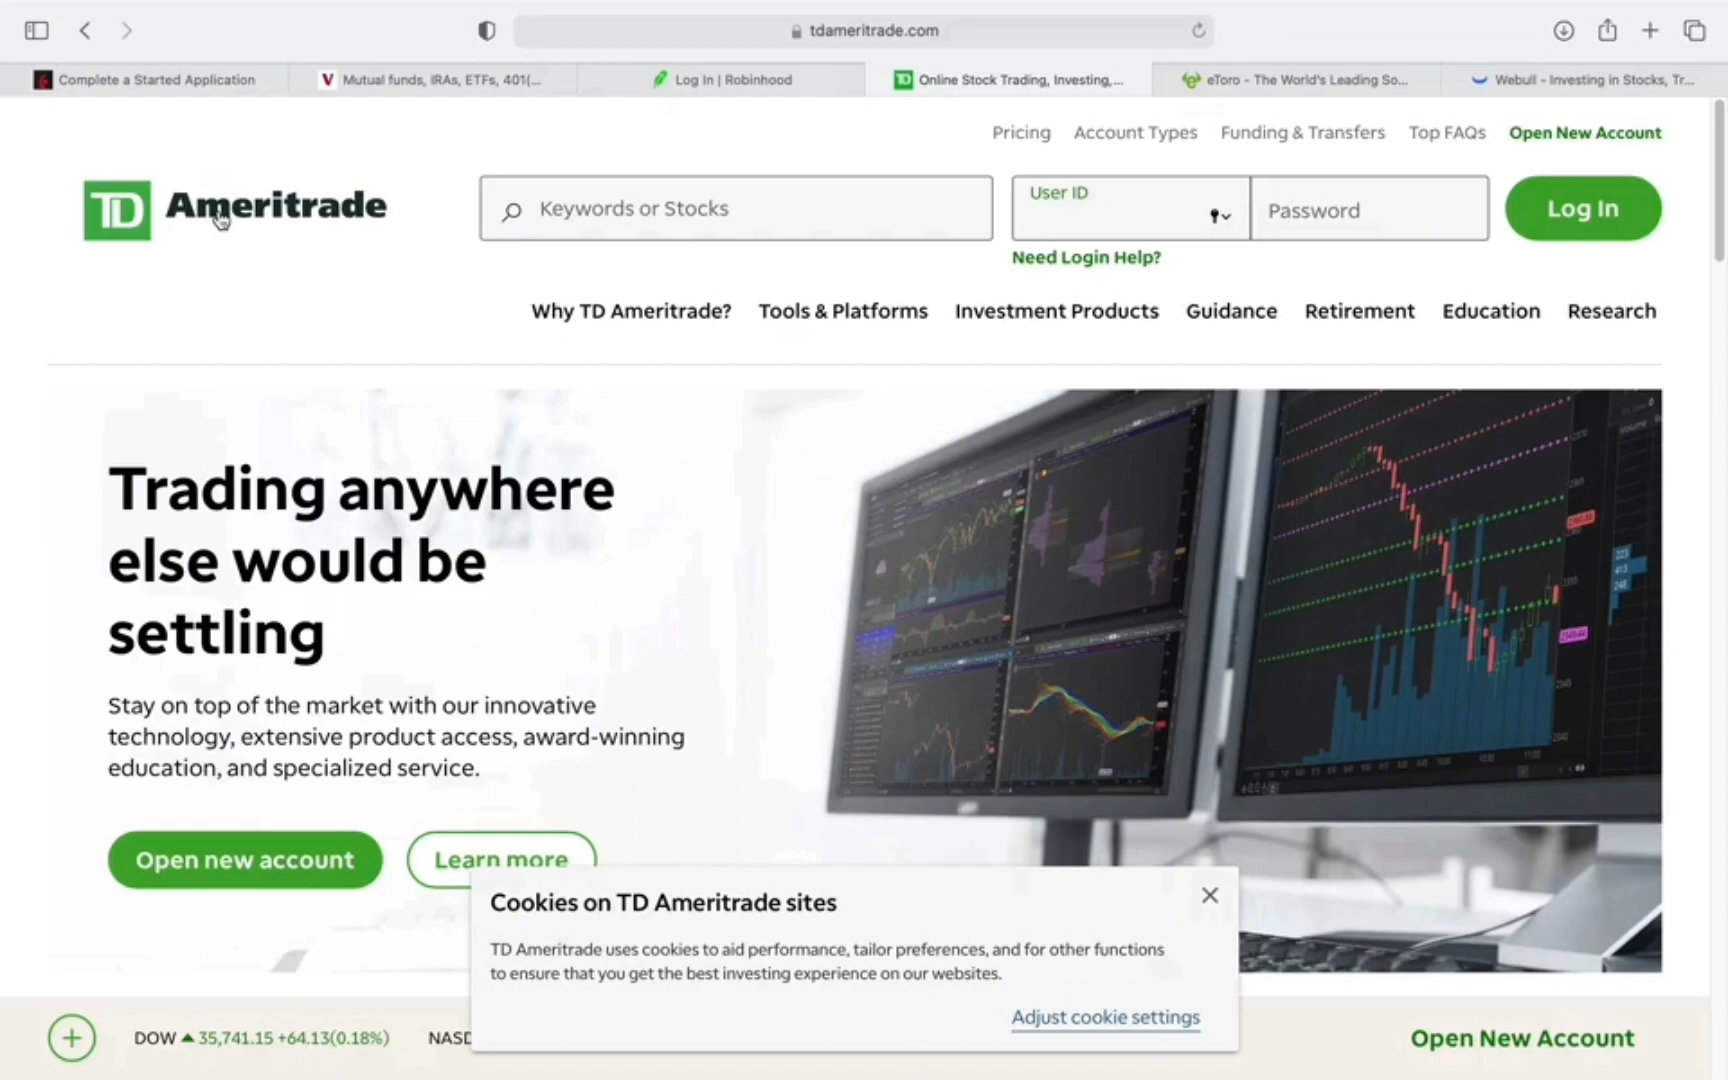 tdameritrade.com
Complete a Started Application
Mutual funds, IRAs, ETFs, 401(...
Log In | Robinhood
Online Stock Trading, Investing,...
eToro - The World's Leading So...
Webull - Investing in Stocks, Tr...
Pricing
Account Types
Funding & Transfers
Top FAQs
Open New Account
TD Ameritrade
Keywords or Stocks
User ID
Password
Log In
Need Login Help?
Why TD Ameritrade?
Tools & Platforms
Investment Products
Guidance
Retirement
Education
Research
Trading anywhere
else would be
settling
Stay on top of the market with our innovative
technology, extensive product access, award-winning
education, and specialized service.
Open new account
Learn more
Cookies on TD Ameritrade sites
TD Ameritrade uses cookies to aid performance, tailor preferences, and for other functions
to ensure that you get the best investing experience on our websites.
Adjust cookie settings
DOW 35,741.15 +64.13(0.18%)
NASD
Open New Account